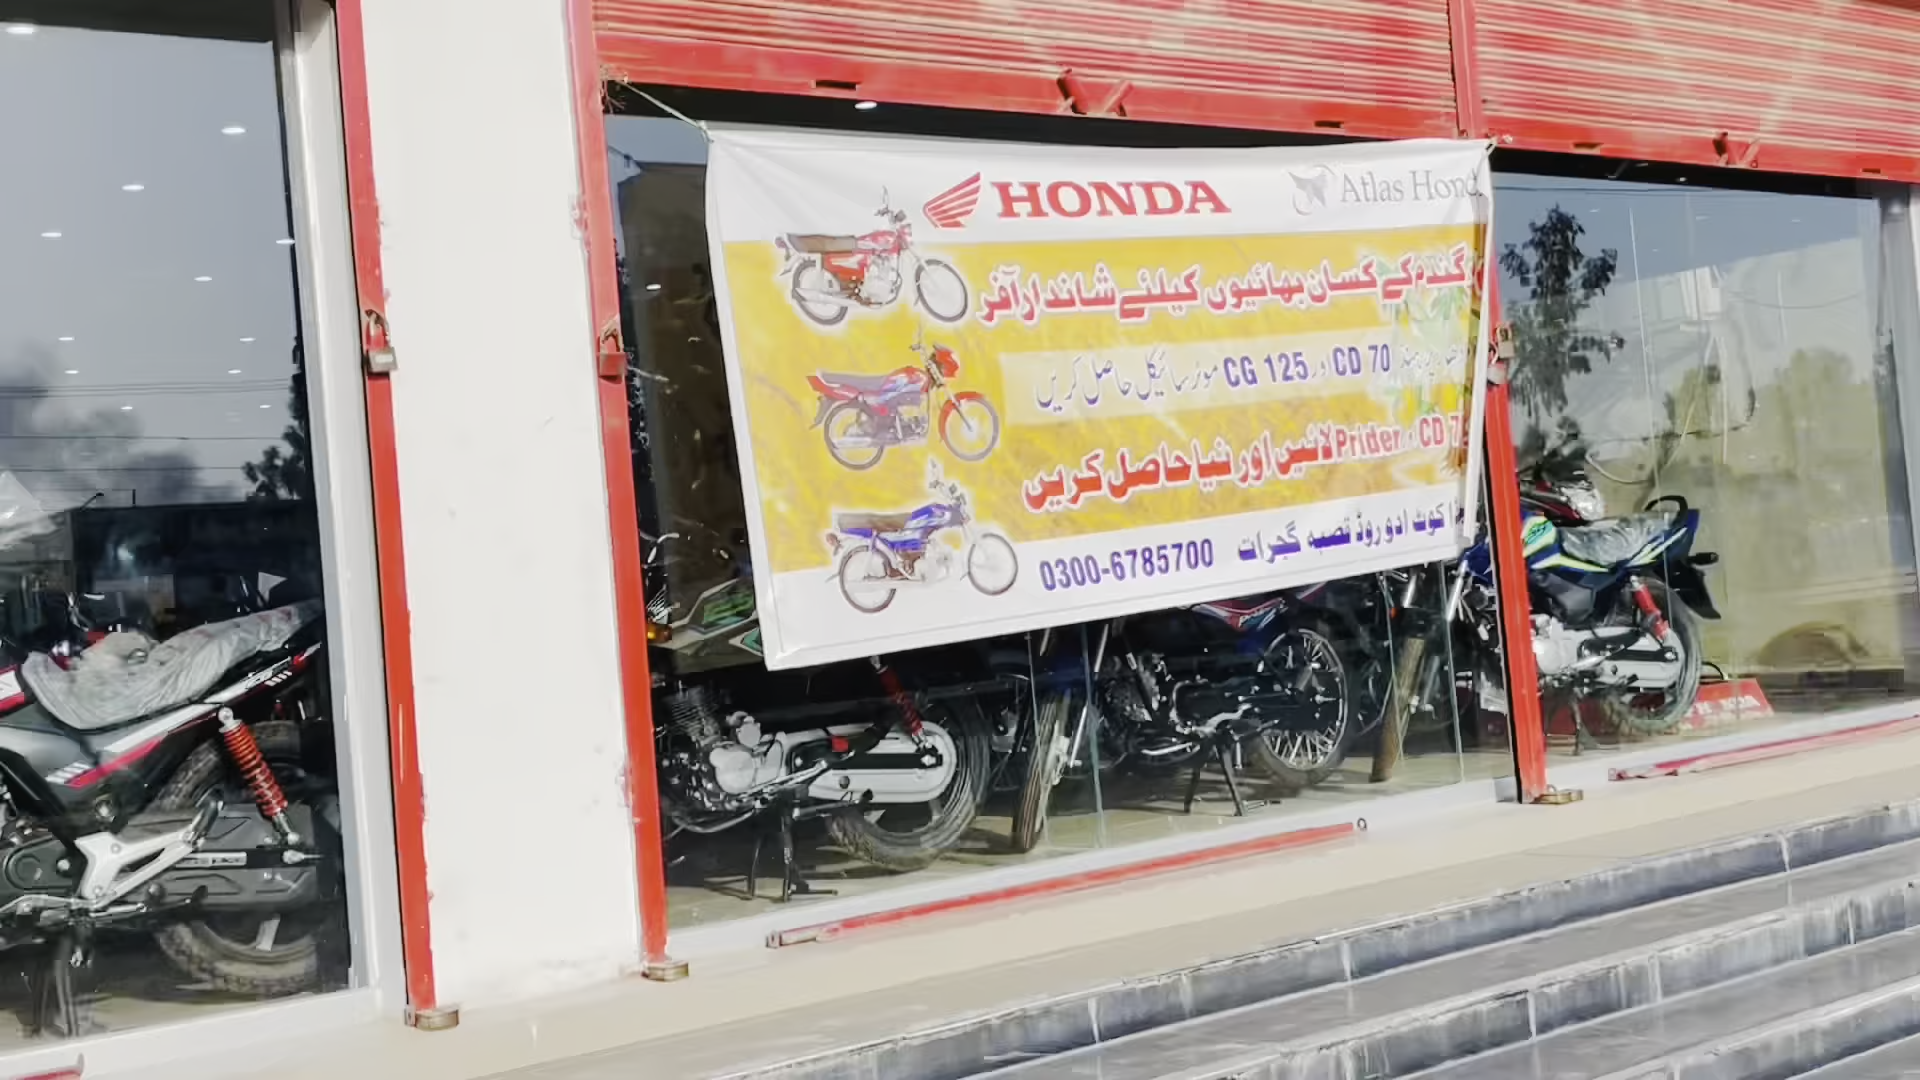 HONDA
Atlas Hond
گندم کے کسان بھائیوں کیلئے شاندار آفر
CD 70 اور CG 125 موٹر سائیکل حاصل کریں
CD 7 Prider لائیں اور نیا حاصل کریں
کوٹ ادو روڈ قصبہ گجرات 0300-6785700